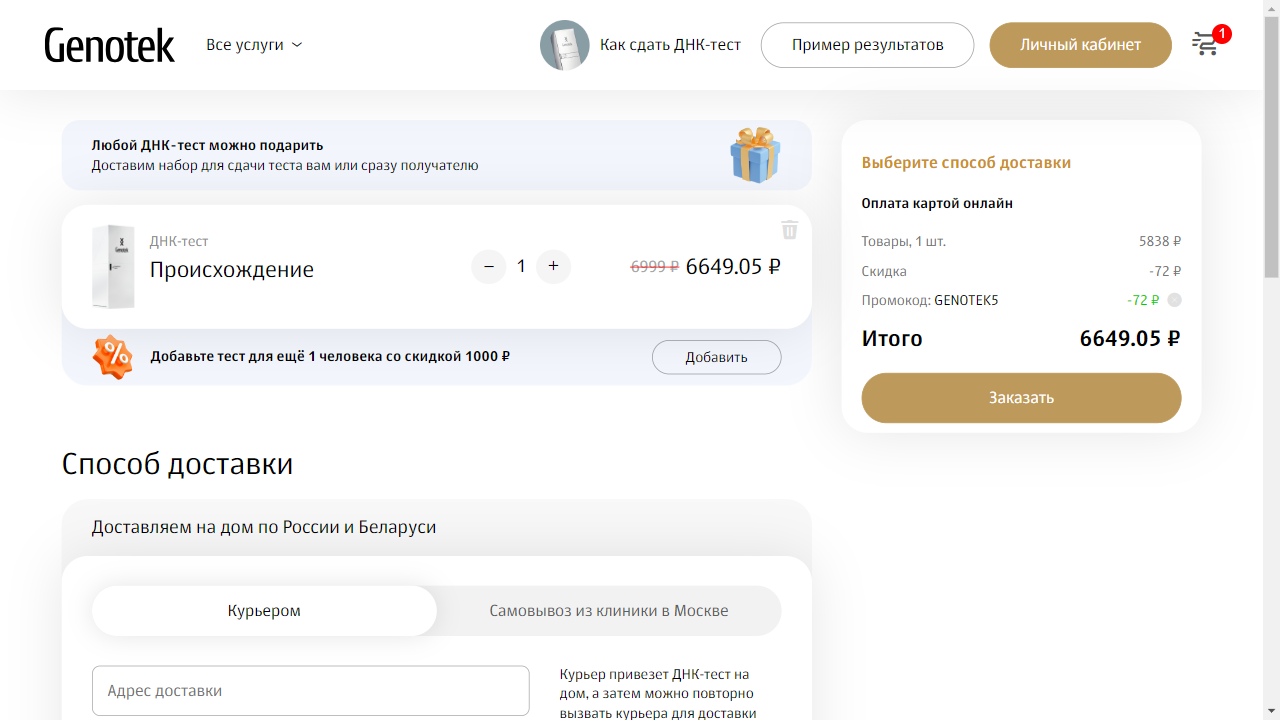 Genotek
Все услуги
Как сдать ДНК-тест
Пример результатов
Личный кабинет
1
Любой ДНК-тест можно подарить
Доставим набор для сдачи теста вам или сразу получателю
Genotek
ДНК-тест
Происхождение
− 1 +
6999 ₽ 6649.05 ₽
%
Добавьте тест для ещё 1 человека со скидкой 1000 ₽
Добавить
Выберите способ доставки
Оплата картой онлайн
Товары, 1 шт. 5838 ₽
Скидка -72 ₽
Промокод: GENOTEK5 -72 ₽
Итого 6649.05 ₽
Заказать
Способ доставки
Доставляем на дом по России и Беларуси
Курьером
Самовывоз из клиники в Москве
Адрес доставки
Курьер привезет ДНК-тест на
дом, а затем можно повторно
вызвать курьера для доставки